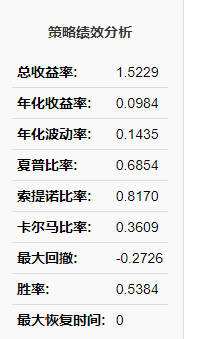 策略绩效分析
总收益率: 1.5229
年化收益率: 0.0984
年化波动率: 0.1435
夏普比率: 0.6854
索提诺比率: 0.8170
卡尔马比率: 0.3609
最大回撤: -0.2726
胜率: 0.5384
最大恢复时间: 0